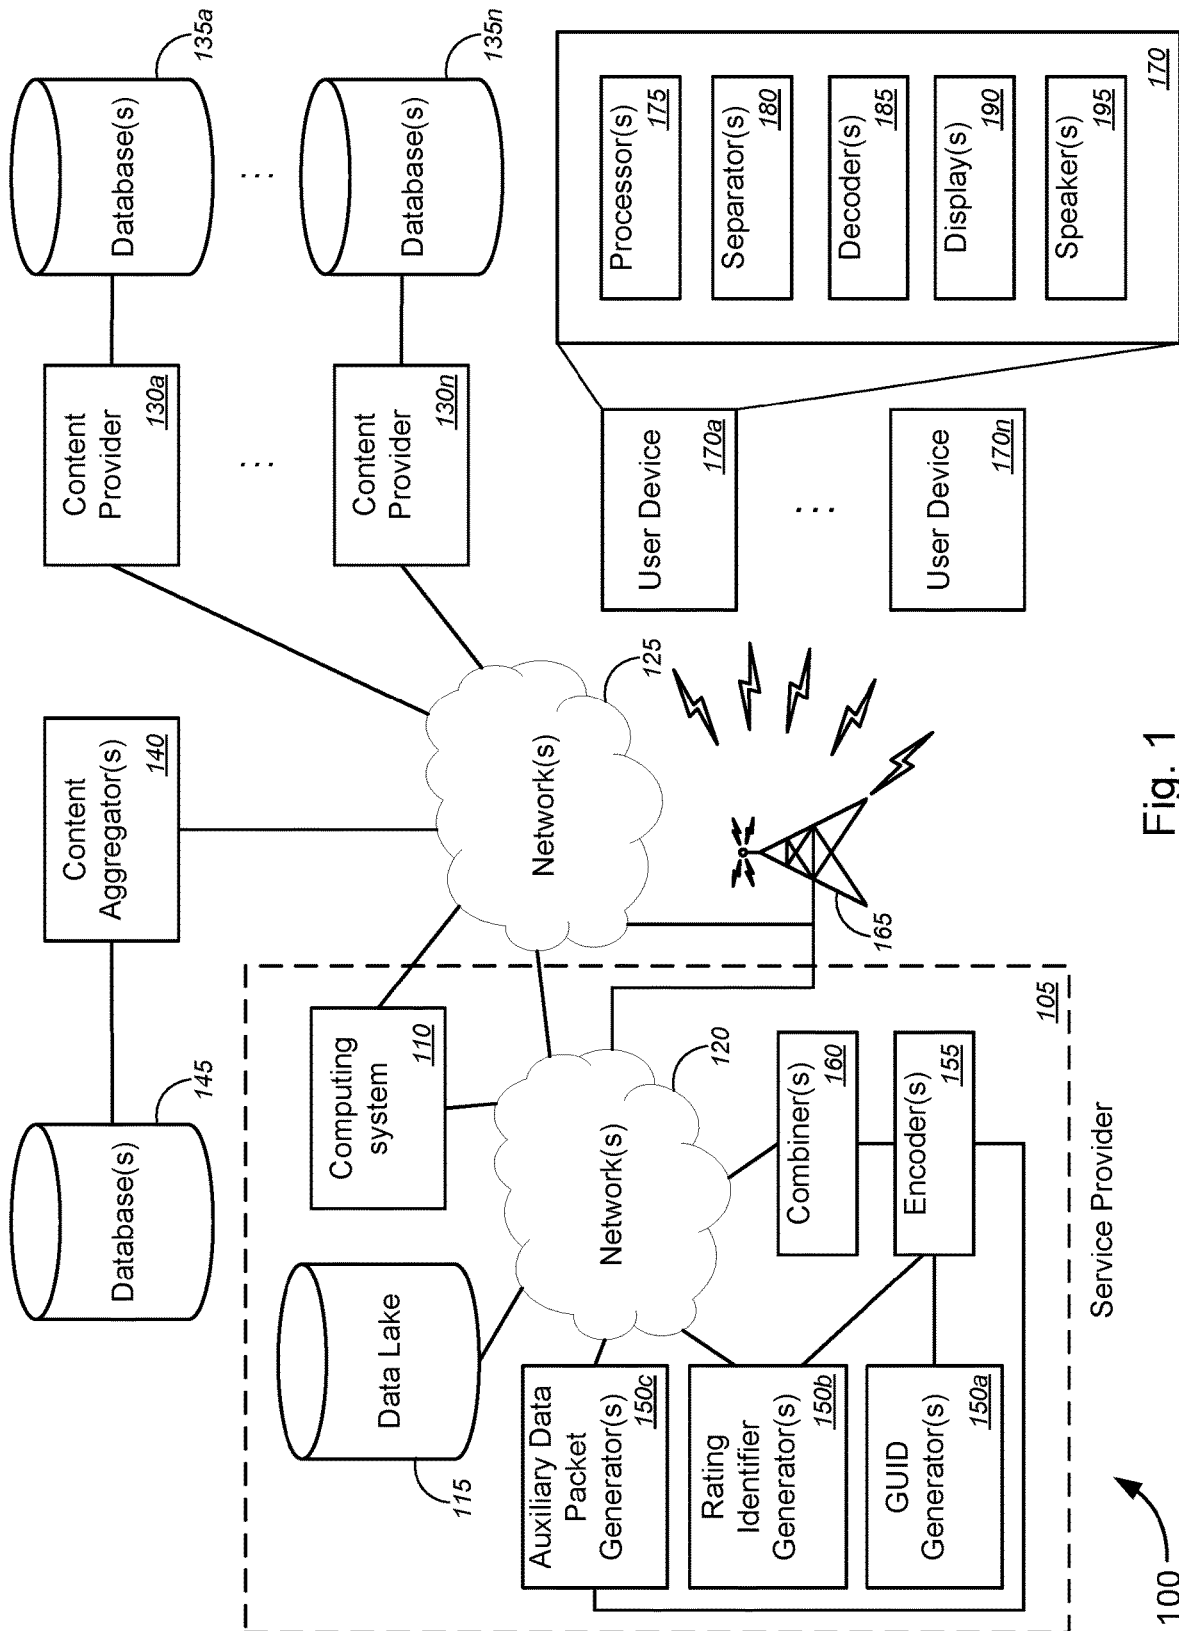 Database(s)
145
Content
Aggregator(s)
140
Content
Provider
130a
Database(s)
135a
. . .
. . .
Content
Provider
130n
Database(s)
135n
Data Lake
115
Computing
system
110
Network(s)
125
Network(s)
120
Auxiliary Data
Packet
Generator(s)
150c
Rating
Identifier
Generator(s)
150b
GUID
Generator(s)
150a
Combiner(s)
160
Encoder(s)
155
105
Service Provider
165
User Device
170a
. . .
User Device
170n
Processor(s)
175
Separator(s)
180
Decoder(s)
185
Display(s)
190
Speaker(s)
195
170
100
Fig. 1